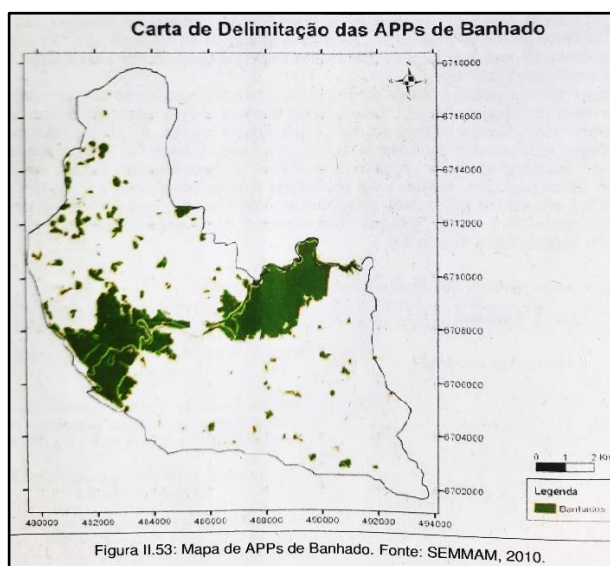 Carta de Delimitação das APPs de Banhado
6718000
6716000
6714000
6712000
6710000
6708000
6706000
6704000
6702000
0 1 2 Km
Legenda
Banhados
480000 482000 484000 486000 488000 490000 492000 494000
Figura II.53: Mapa de APPs de Banhado. Fonte: SEMMAM, 2010.